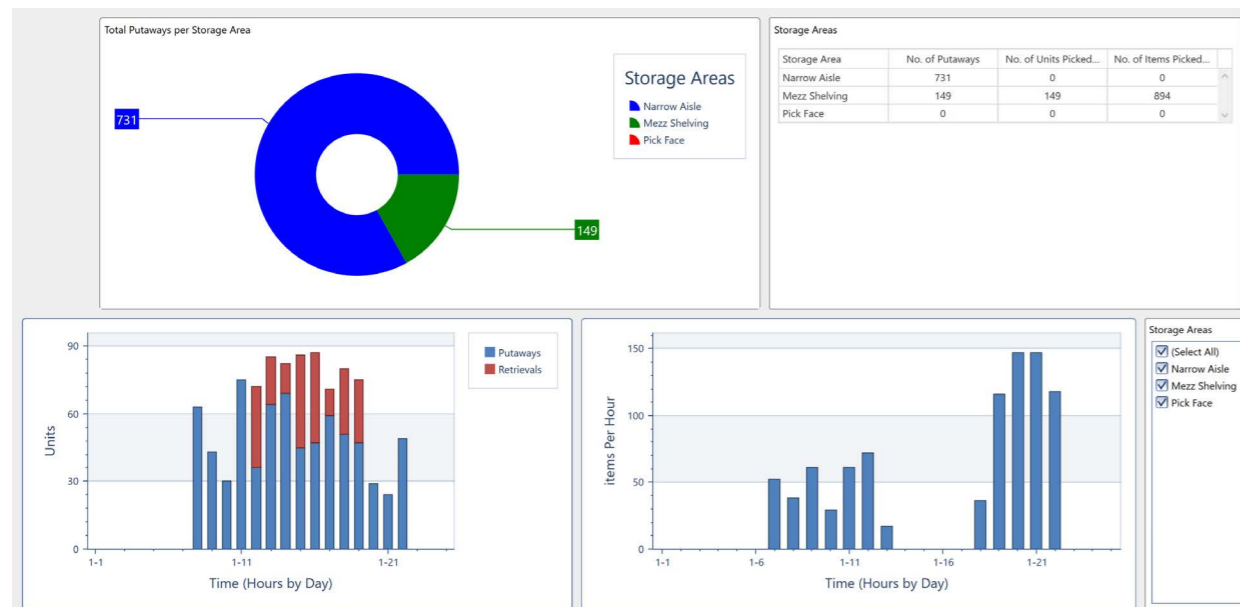 Total Putaways per Storage Area
731
149
Storage Areas
Narrow Aisle
Mezz Shelving
Pick Face
Storage Areas
Storage Area No. of Putaways No. of Units Picked... No. of Items Picked...
Narrow Aisle 731 0 0
Mezz Shelving 149 149 894
Pick Face 0 0 0
90
60
30
0
Units
1-1 1-11 1-21
Time (Hours by Day)
Putaways
Retrievals
150
100
50
0
items Per Hour
1-1 1-6 1-11 1-16 1-21
Time (Hours by Day)
Storage Areas
(Select All)
Narrow Aisle
Mezz Shelving
Pick Face